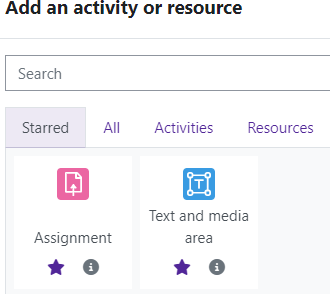 Add an activity or resource
Search
Starred All Activities Resources
Assignment
Text and media
area